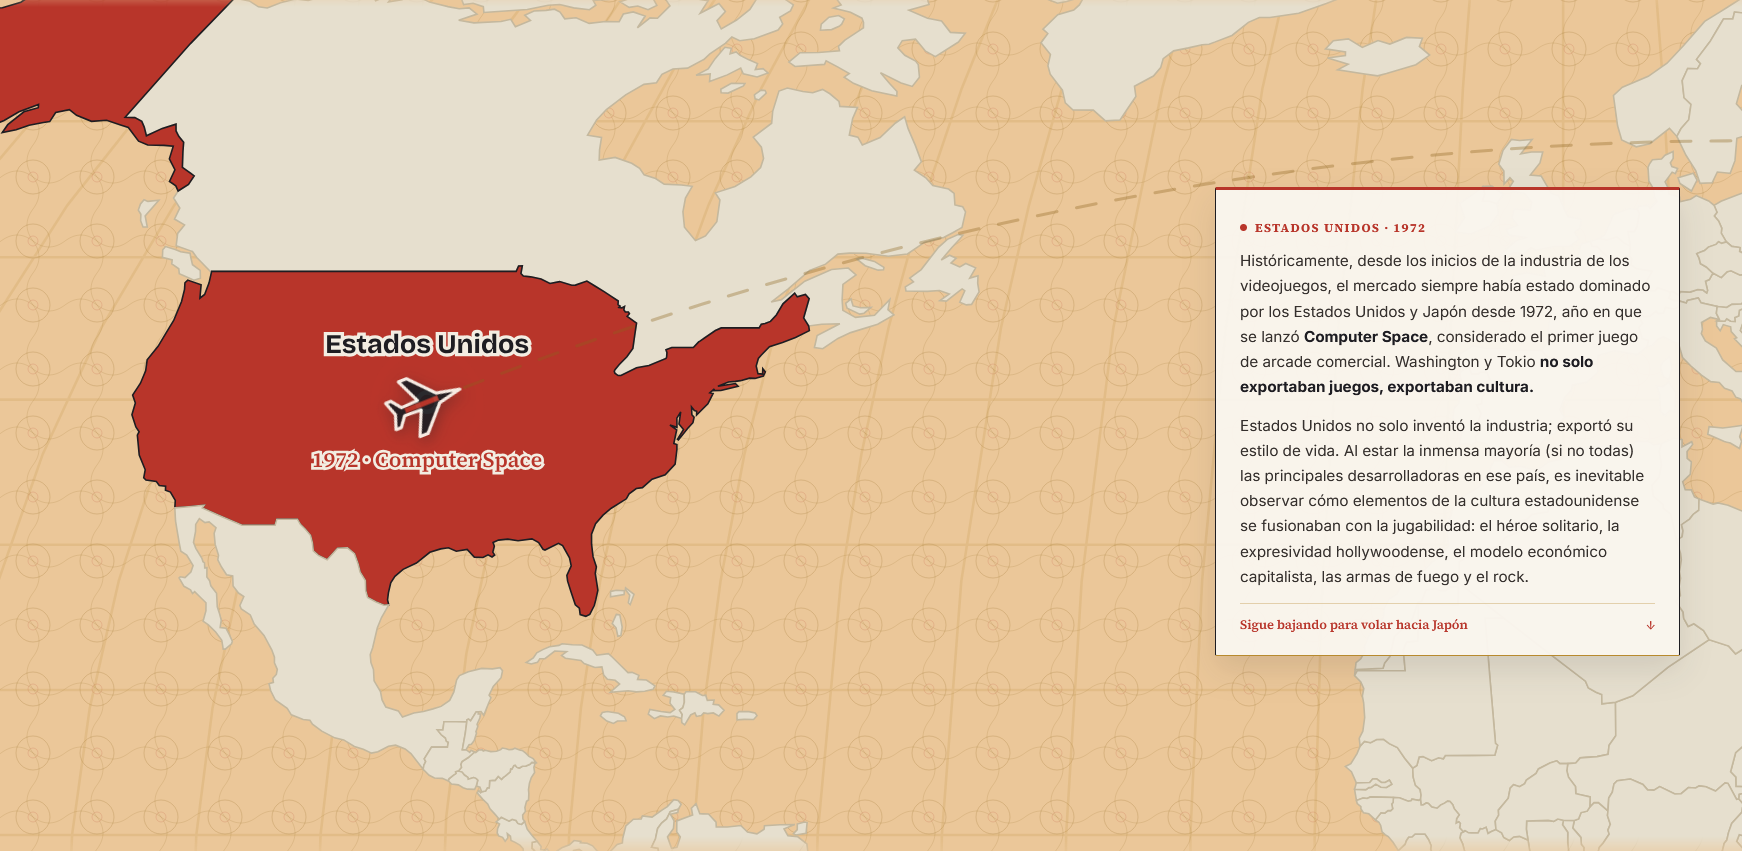 Estados Unidos
1972 · Computer Space
ESTADOS UNIDOS · 1972
Históricamente, desde los inicios de la industria de los
videojuegos, el mercado siempre había estado dominado
por los Estados Unidos y Japón desde 1972, año en que
se lanzó Computer Space, considerado el primer juego
de arcade comercial. Washington y Tokio no solo
exportaban juegos, exportaban cultura.
Estados Unidos no solo inventó la industria; exportó su
estilo de vida. Al estar la inmensa mayoría (si no todas)
las principales desarrolladoras en ese país, es inevitable
observar cómo elementos de la cultura estadounidense
se fusionaban con la jugabilidad: el héroe solitario, la
expresividad hollywoodense, el modelo económico
capitalista, las armas de fuego y el rock.
Sigue bajando para volar hacia Japón ↓